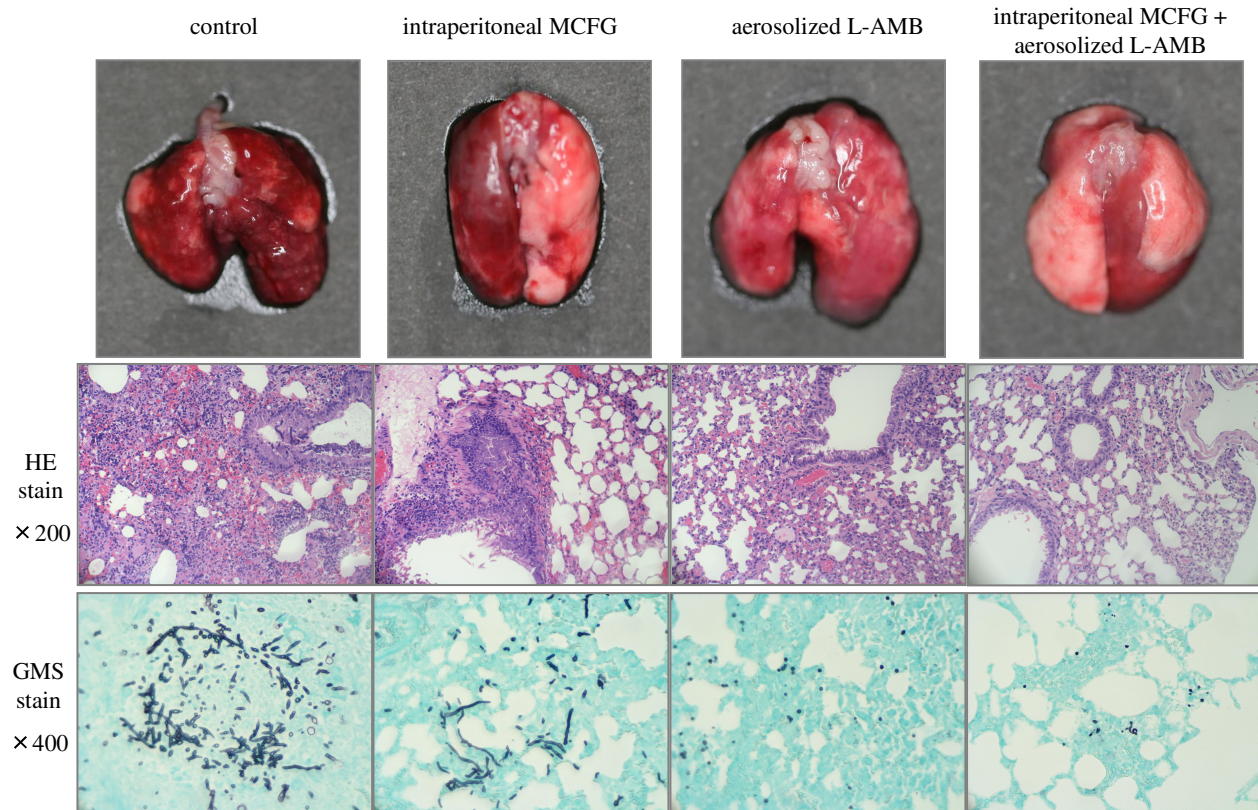 control
intraperitoneal MCFG
aerosolized L-AMB
intraperitoneal MCFG +
aerosolized L-AMB
HE
stain
×200
GMS
stain
×400